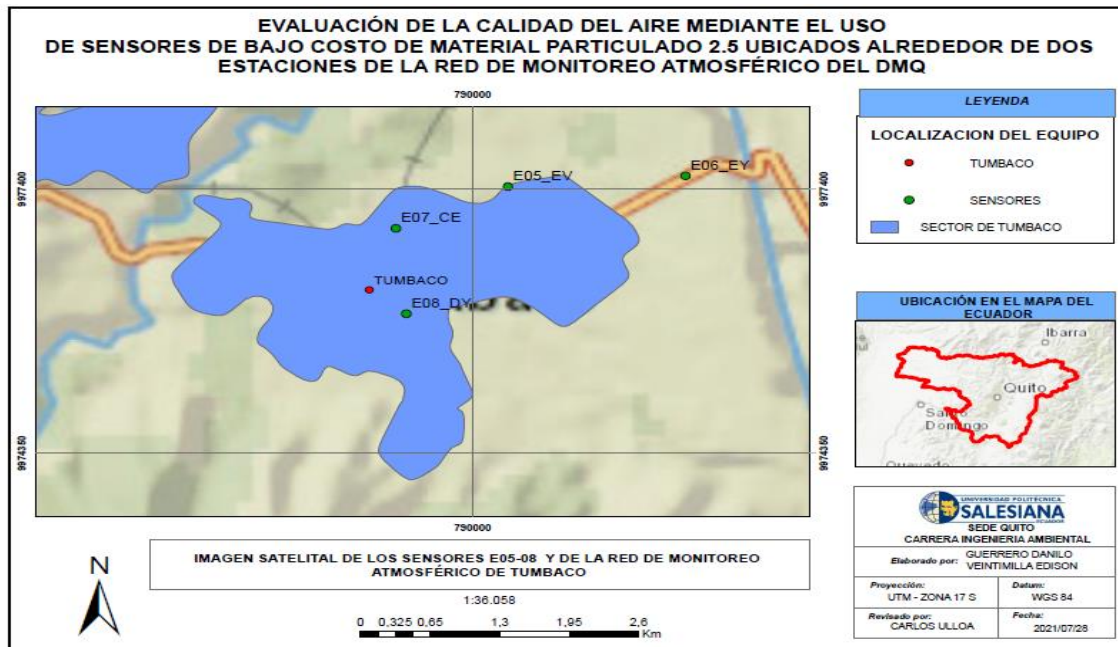 EVALUACIÓN DE LA CALIDAD DEL AIRE MEDIANTE EL USO
DE SENSORES DE BAJO COSTO DE MATERIAL PARTICULADO 2.5 UBICADOS ALREDEDOR DE DOS
ESTACIONES DE LA RED DE MONITOREO ATMOSFÉRICO DEL DMQ
790000
9977400
9974350
E05_EV
E06_EY
E07_CE
TUMBACO
E08_DY
9977400
9974350
790000
LEYENDA
LOCALIZACION DEL EQUIPO
TUMBACO
SENSORES
SECTOR DE TUMBACO
UBICACIÓN EN EL MAPA DEL
ECUADOR
Ibarra
Quito
Santo
Domingo
Quevedo
N
IMAGEN SATELITAL DE LOS SENSORES E05-08 Y DE LA RED DE MONITOREO
ATMOSFÉRICO DE TUMBACO
1:36.058
0 0,325 0,65 1,3 1,95 2,6
Km
UNIVERSIDAD POLITÉCNICA
SALESIANA
ECUADOR
SEDE QUITO
CARRERA INGENIERIA AMBIENTAL
Elaborado por: GUERRERO DANILO
VEINTIMILLA EDISON
Proyección: Datum:
UTM - ZONA 17 S WGS 84
Revisado por: Fecha:
CARLOS ULLOA 2021/07/28